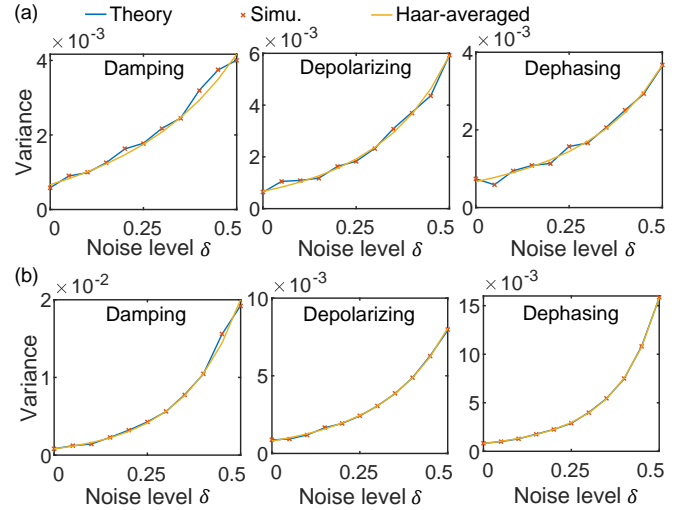 (a) Theory Simu. Haar-averaged
× 10⁻³ × 10⁻³ × 10⁻³
Damping Depolarizing Dephasing
Variance
4 2 0
6 4 2 0
4 2 0
0 0.25 0.5 0 0.25 0.5 0 0.25 0.5
Noise level δ Noise level δ Noise level δ
(b)
× 10⁻² × 10⁻³ × 10⁻³
Damping Depolarizing Dephasing
Variance
2 1 0
10 5 0
15 10 5 0
0 0.25 0.5 0 0.25 0.5 0 0.25 0.5
Noise level δ Noise level δ Noise level δ